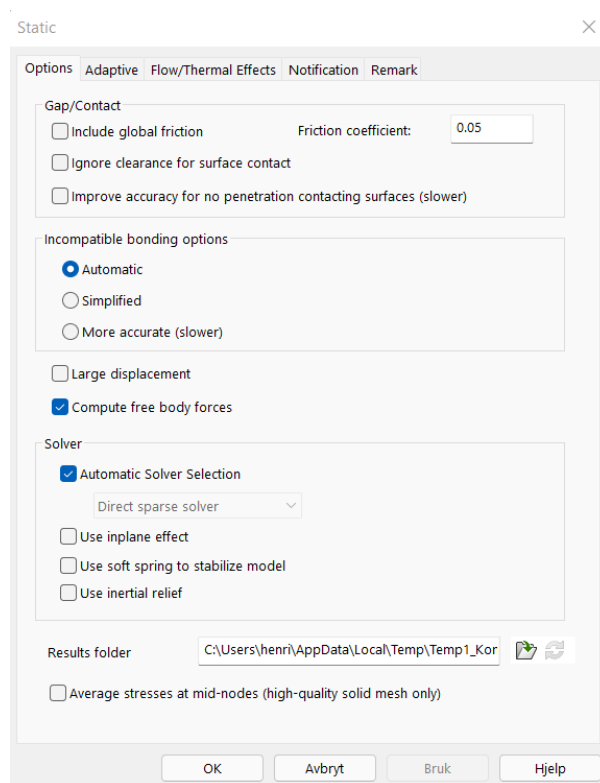 Static
Options Adaptive Flow/Thermal Effects Notification Remark
Gap/Contact
Include global friction Friction coefficient: 0.05
Ignore clearance for surface contact
Improve accuracy for no penetration contacting surfaces (slower)
Incompatible bonding options
Automatic
Simplified
More accurate (slower)
Large displacement
Compute free body forces
Solver
Automatic Solver Selection
Direct sparse solver
Use inplane effect
Use soft spring to stabilize model
Use inertial relief
Results folder C:\Users\henri\AppData\Local\Temp\Temp1_Kor
Average stresses at mid-nodes (high-quality solid mesh only)
OK Avbryt Bruk Hjelp